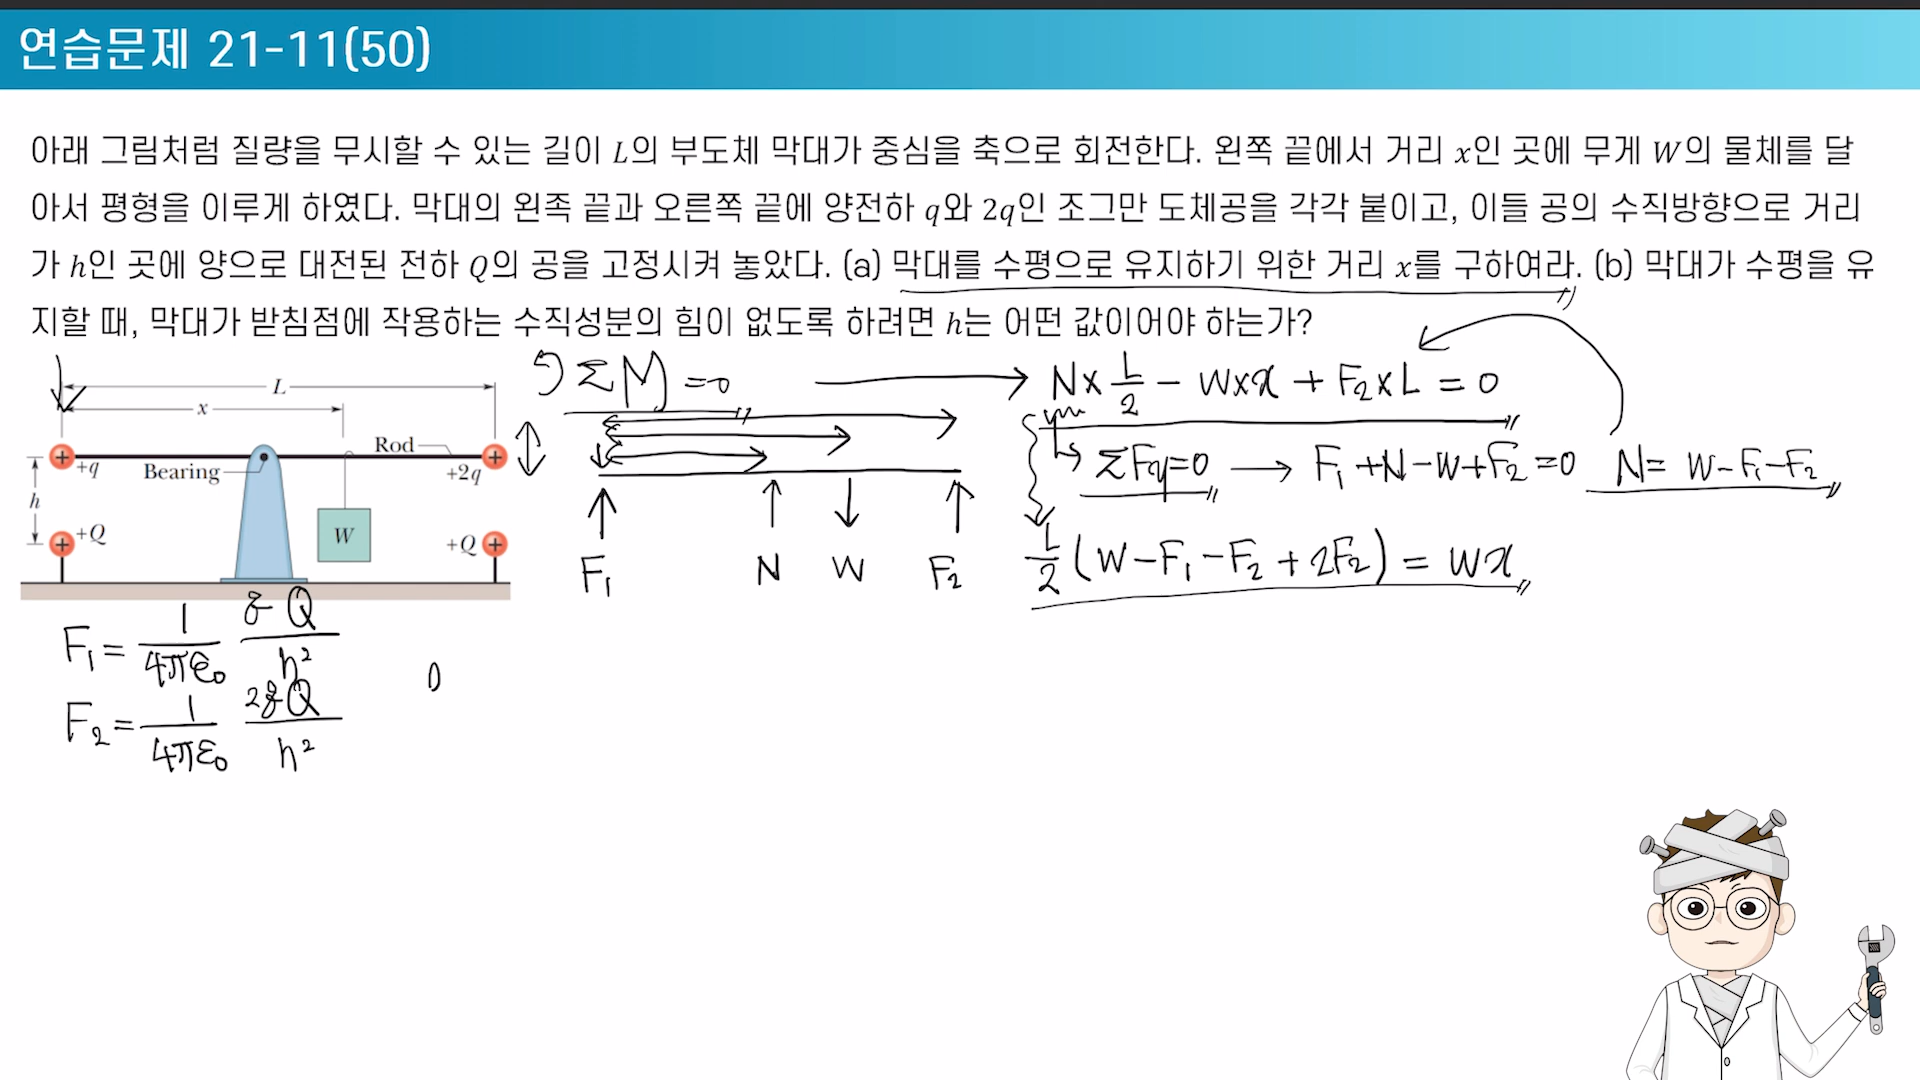 연습문제 21-11(50)
아래 그림처럼 질량을 무시할 수 있는 길이 L의 부도체 막대가 중심을 축으로 회전한다. 왼쪽 끝에서 거리 x인 곳에 무게 W의 물체를 달
아서 평형을 이루게 하였다. 막대의 왼족 끝과 오른쪽 끝에 양전하 q와 2q인 조그만 도체공을 각각 붙이고, 이들 공의 수직방향으로 거리
가 h인 곳에 양으로 대전된 전하 Q의 공을 고정시켜 놓았다. (a) 막대를 수평으로 유지하기 위한 거리 x를 구하여라. (b) 막대가 수평을 유
지할 때, 막대가 받침점에 작용하는 수직성분의 힘이 없도록 하려면 h는 어떤 값이어야 하는가?
L
x
Rod
+q
Bearing
+2q
h
+Q
W
+Q
ΣM)=0
N×L/2 - W×x + F₂×L = 0
ΣFy=0 → F₁+N-W+F₂=0 N= W-F₁-F₂
F₁ N W F₂
L/2 (W-F₁-F₂+2F₂) = Wx
F₁= 1/4πε₀ qQ/h²
F₂= 1/4πε₀ 2qQ/h²